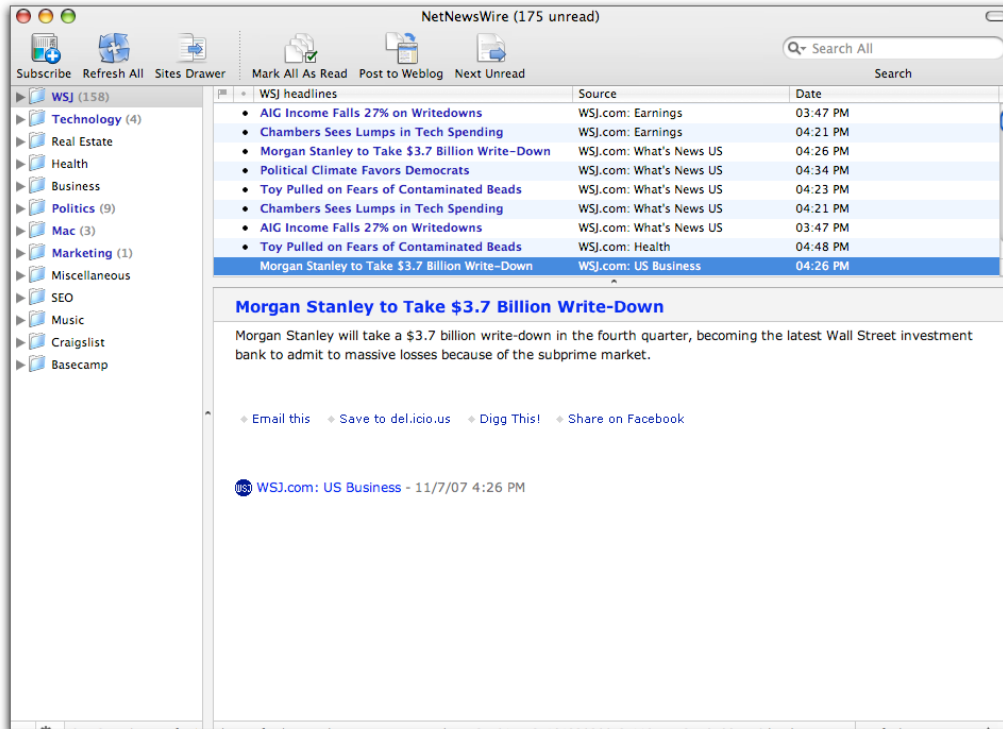 NetNewsWire (175 unread)
Subscribe Refresh All Sites Drawer Mark All As Read Post to Weblog Next Unread
Search All
Search
WSJ (158)
Technology (4)
Real Estate
Health
Business
Politics (9)
Mac (3)
Marketing (1)
Miscellaneous
SEO
Music
Craigslist
Basecamp
WSJ headlines Source Date
AIG Income Falls 27% on Writedowns WSJ.com: Earnings 03:47 PM
Chambers Sees Lumps in Tech Spending WSJ.com: Earnings 04:21 PM
Morgan Stanley to Take $3.7 Billion Write-Down WSJ.com: What's News US 04:26 PM
Political Climate Favors Democrats WSJ.com: What's News US 04:34 PM
Toy Pulled on Fears of Contaminated Beads WSJ.com: What's News US 04:23 PM
Chambers Sees Lumps in Tech Spending WSJ.com: What's News US 04:21 PM
AIG Income Falls 27% on Writedowns WSJ.com: What's News US 03:47 PM
Toy Pulled on Fears of Contaminated Beads WSJ.com: Health 04:48 PM
Morgan Stanley to Take $3.7 Billion Write-Down WSJ.com: US Business 04:26 PM
Morgan Stanley to Take $3.7 Billion Write-Down
Morgan Stanley will take a $3.7 billion write-down in the fourth quarter, becoming the latest Wall Street investment
bank to admit to massive losses because of the subprime market.
Email this Save to del.icio.us Digg This! Share on Facebook
WSJ WSJ.com: US Business - 11/7/07 4:26 PM